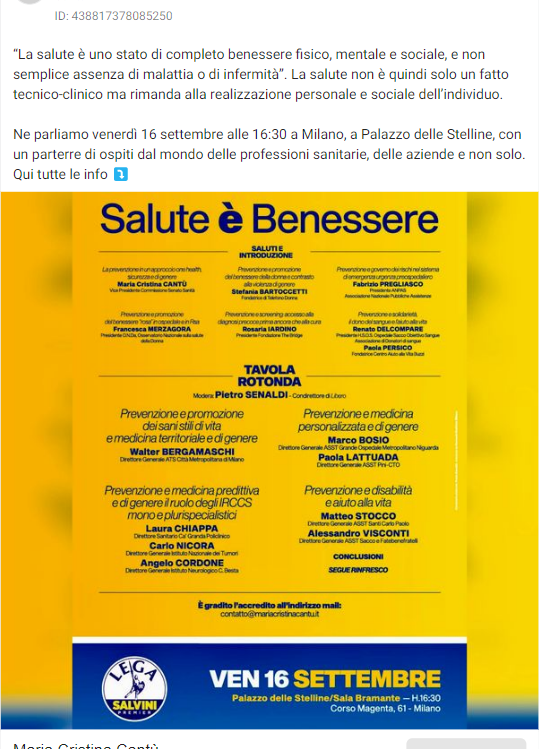 ID: 438817378085250
“La salute è uno stato di completo benessere fisico, mentale e sociale, e non
semplice assenza di malattia o di infermità”. La salute non è quindi solo un fatto
tecnico-clinico ma rimanda alla realizzazione personale e sociale dell’individuo.
Ne parliamo venerdì 16 settembre alle 16:30 a Milano, a Palazzo delle Stelline, con
un parterre di ospiti dal mondo delle professioni sanitarie, delle aziende e non solo.
Qui tutte le info ⤵️
Salute è Benessere
SALUTI E
INTRODUZIONE
La prevenzione in un approccio one health,
sicurezza e di genere
Maria Cristina CANTÙ
Vice Presidente Commissione Senato Sanità
Prevenzione e promozione
del benessere della donna e contrasto
alla violenza di genere
Stefania BARTOCCETTI
Fondatrice di Telefono Donna
Prevenzione e governo dei rischi nel sistema
di emergenza urgenza preospedaliero
Fabrizio PREGLIASCO
Presidente ANPAS
Associazione Nazionale Pubbliche Assistenze
Prevenzione e promozione
del benessere "rosa" in ospedale e in Rsa
Francesca MERZAGORA
Presidente O.N.Da, Osservatorio Nazionale sulla salute
della Donna
Prevenzione e screening, accesso alla
diagnosi precoce prima ancora che alla cura
Rosaria IARDINO
Presidente Fondazione The Bridge
Prevenzione e solidarietà,
il dono del sangue e l'aiuto alla vita
Renato DELCOMPARE
Presidente H.S.O.S. Ospedale Sacco Obiettivo Sangue
Associazione di Donatori di sangue
Paola PERSICO
Fondatrice Centro Aiuto alla Vita Buzzi
TAVOLA
ROTONDA
Modera: Pietro SENALDI - Condirettore di Libero
Prevenzione e promozione
dei sani stili di vita
e medicina territoriale e di genere
Walter BERGAMASCHI
Direttore Generale ATS Città Metropolitana di Milano
Prevenzione e medicina
personalizzata e di genere
Marco BOSIO
Direttore Generale ASST Grande Ospedale Metropolitano Niguarda
Paola LATTUADA
Direttore Generale ASST Pini-CTO
Prevenzione e medicina predittiva
e di genere il ruolo degli IRCCS
mono e plurispecialistici
Laura CHIAPPA
Direttore Sanitario Ca' Granda Policlinico
Carlo NICORA
Direttore Generale Istituto Nazionale dei Tumori
Angelo CORDONE
Direttore Generale Istituto Neurologico C. Besta
Prevenzione e disabilità
e aiuto alla vita
Matteo STOCCO
Direttore Generale ASST Santi Carlo Paolo
Alessandro VISCONTI
Direttore Generale ASST Sacco e Fatebenefratelli
CONCLUSIONI
SEGUE RINFRESCO
È gradito l'accredito all'indirizzo mail:
contatto@mariacristinacantu.it
LEGA
SALVINI
PREMIER
VEN 16 SETTEMBRE
Palazzo delle Stelline/Sala Bramante – H.16:30
Corso Magenta, 61 - Milano
Maria Cristina Cantù